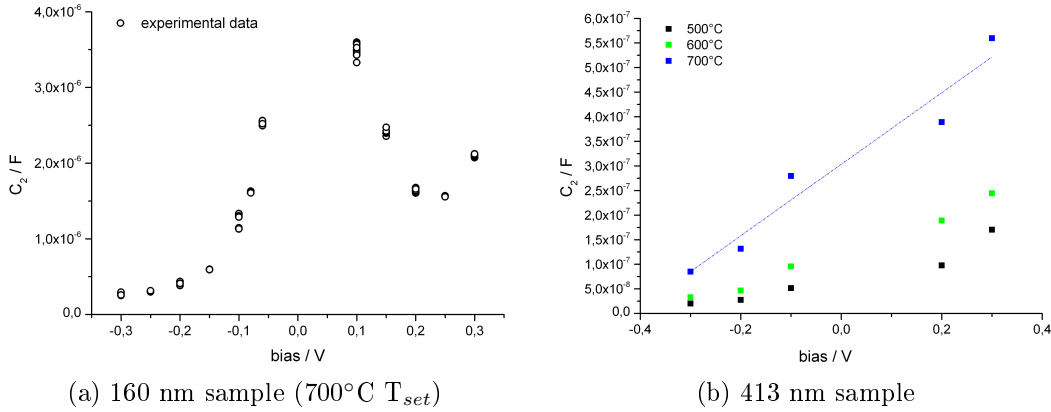 4,0x10⁻⁶
3,0x10⁻⁶
2,0x10⁻⁶
1,0x10⁻⁶
0,0
C₂ / F
experimental data
-0,3 -0,2 -0,1 0,0 0,1 0,2 0,3
bias / V
(a) 160 nm sample (700°C T_set)
6,0x10⁻⁷
5,5x10⁻⁷
5,0x10⁻⁷
4,5x10⁻⁷
4,0x10⁻⁷
3,5x10⁻⁷
3,0x10⁻⁷
2,5x10⁻⁷
2,0x10⁻⁷
1,5x10⁻⁷
1,0x10⁻⁷
5,0x10⁻⁸
0,0
C₂ / F
500°C
600°C
700°C
-0,4 -0,2 0,0 0,2 0,4
bias / V
(b) 413 nm sample